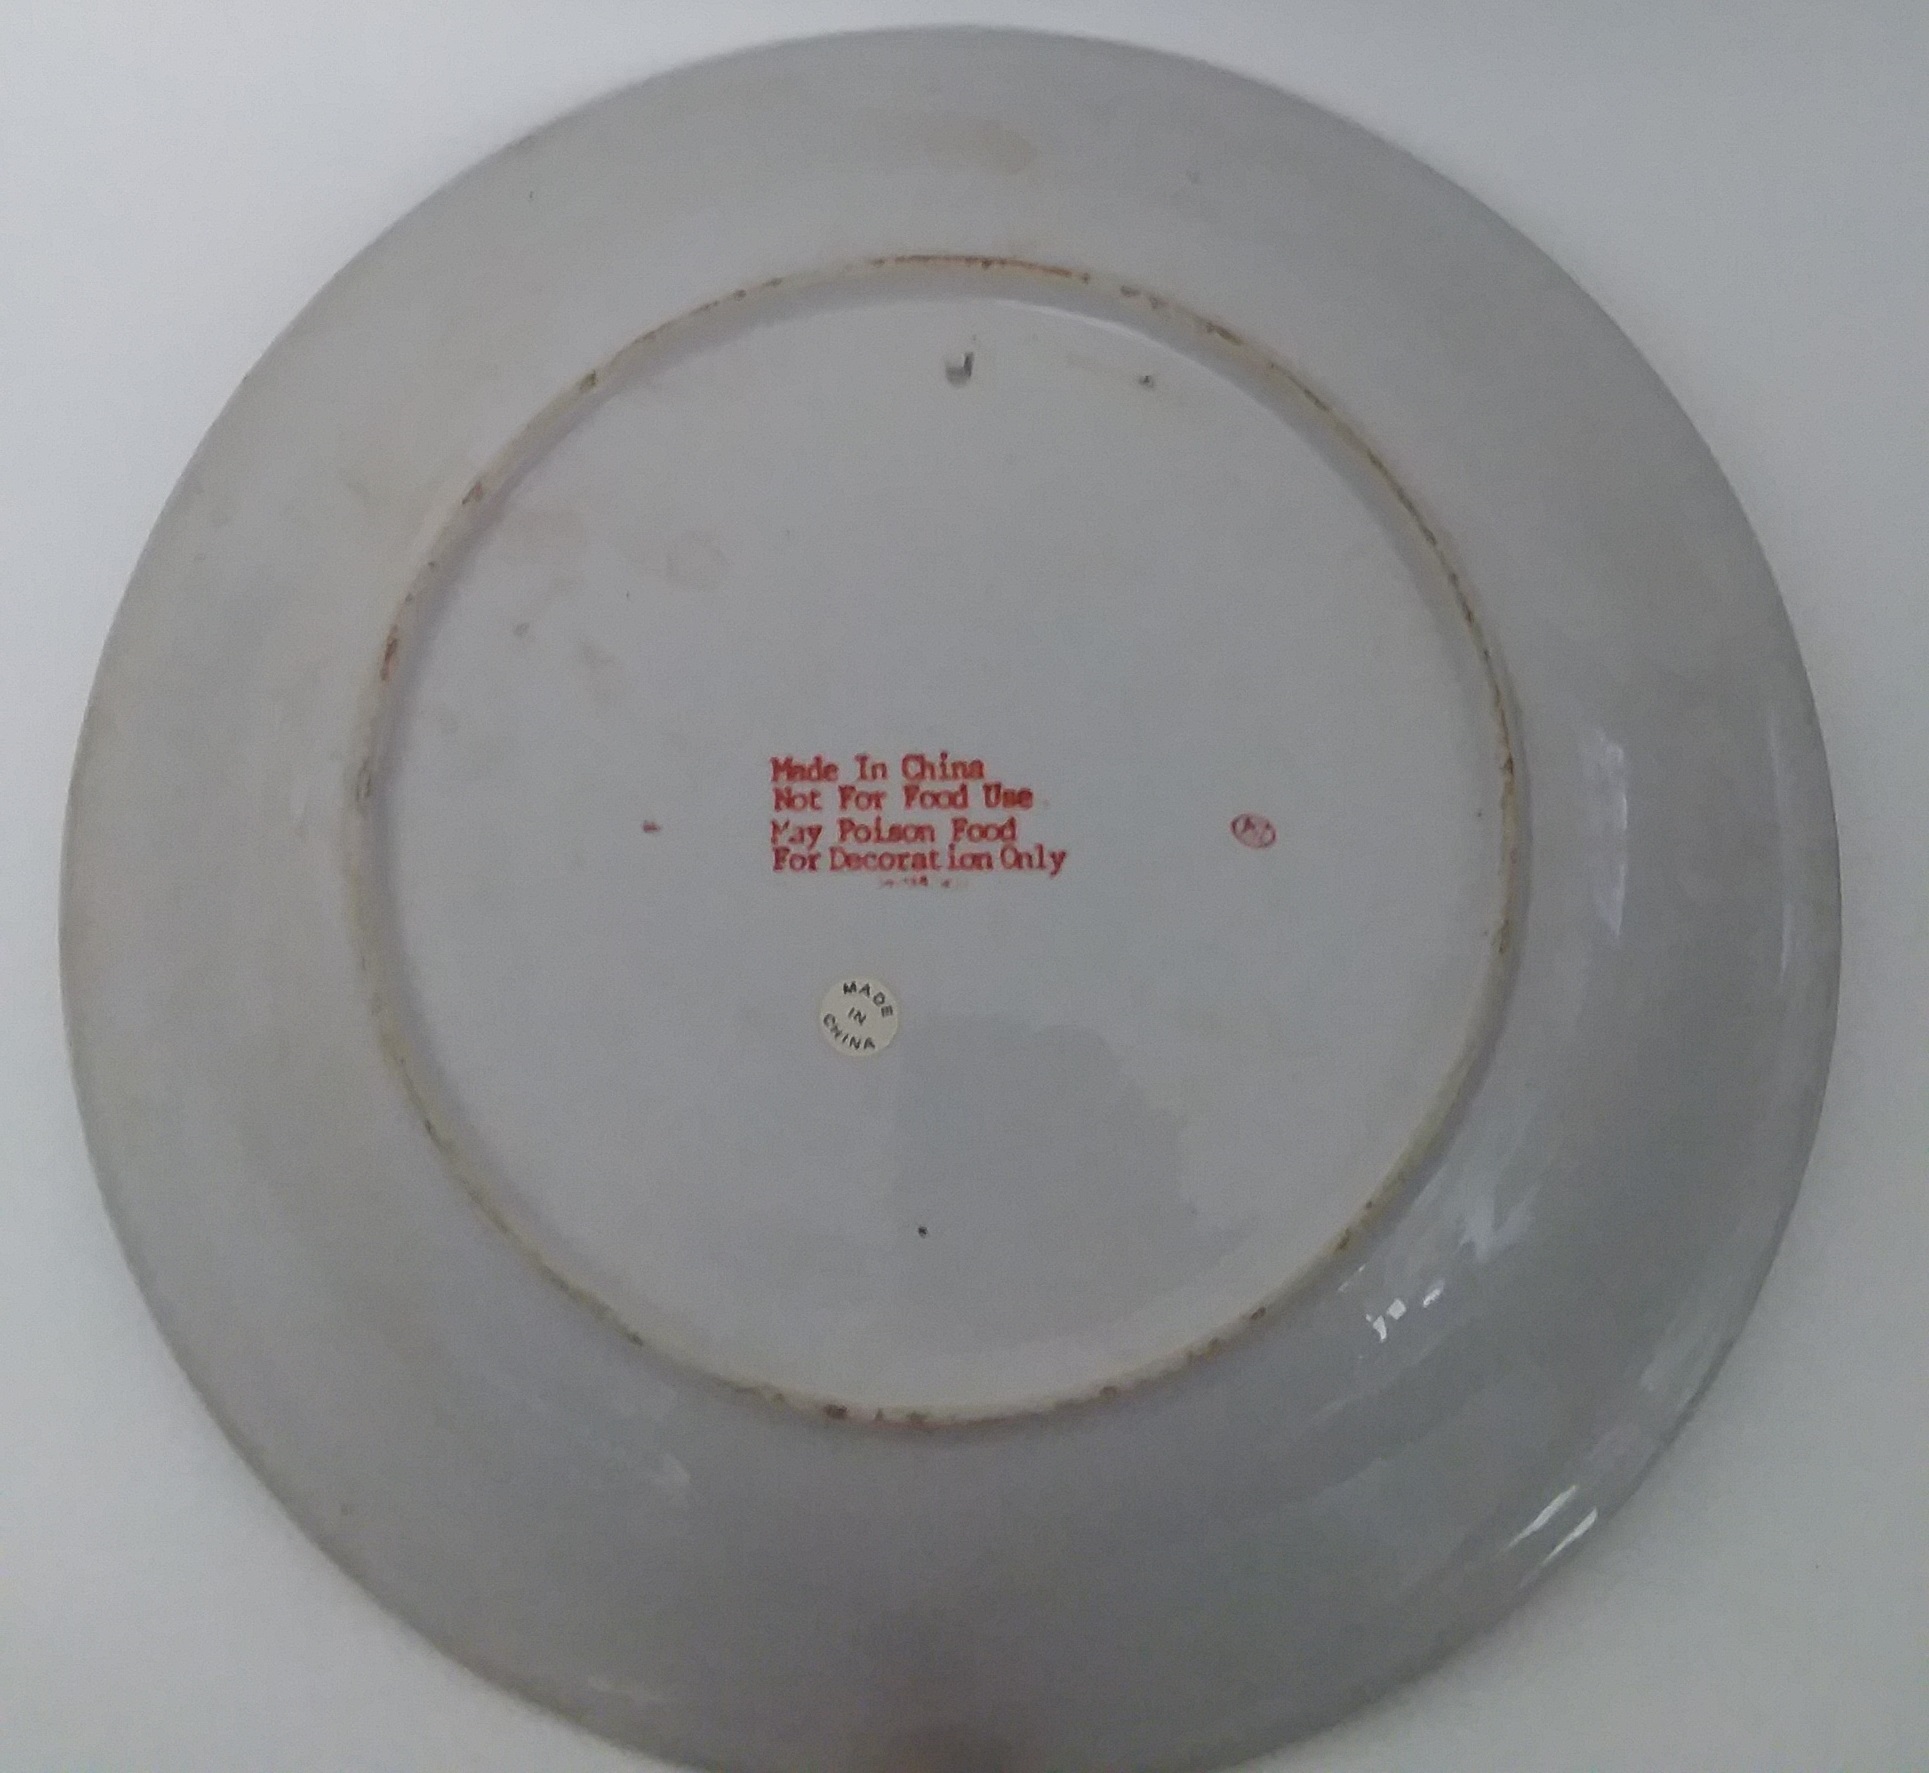 Made In China
Not For Food Use
May Poison Food
For Decoration Only
MADE
IN
CHINA